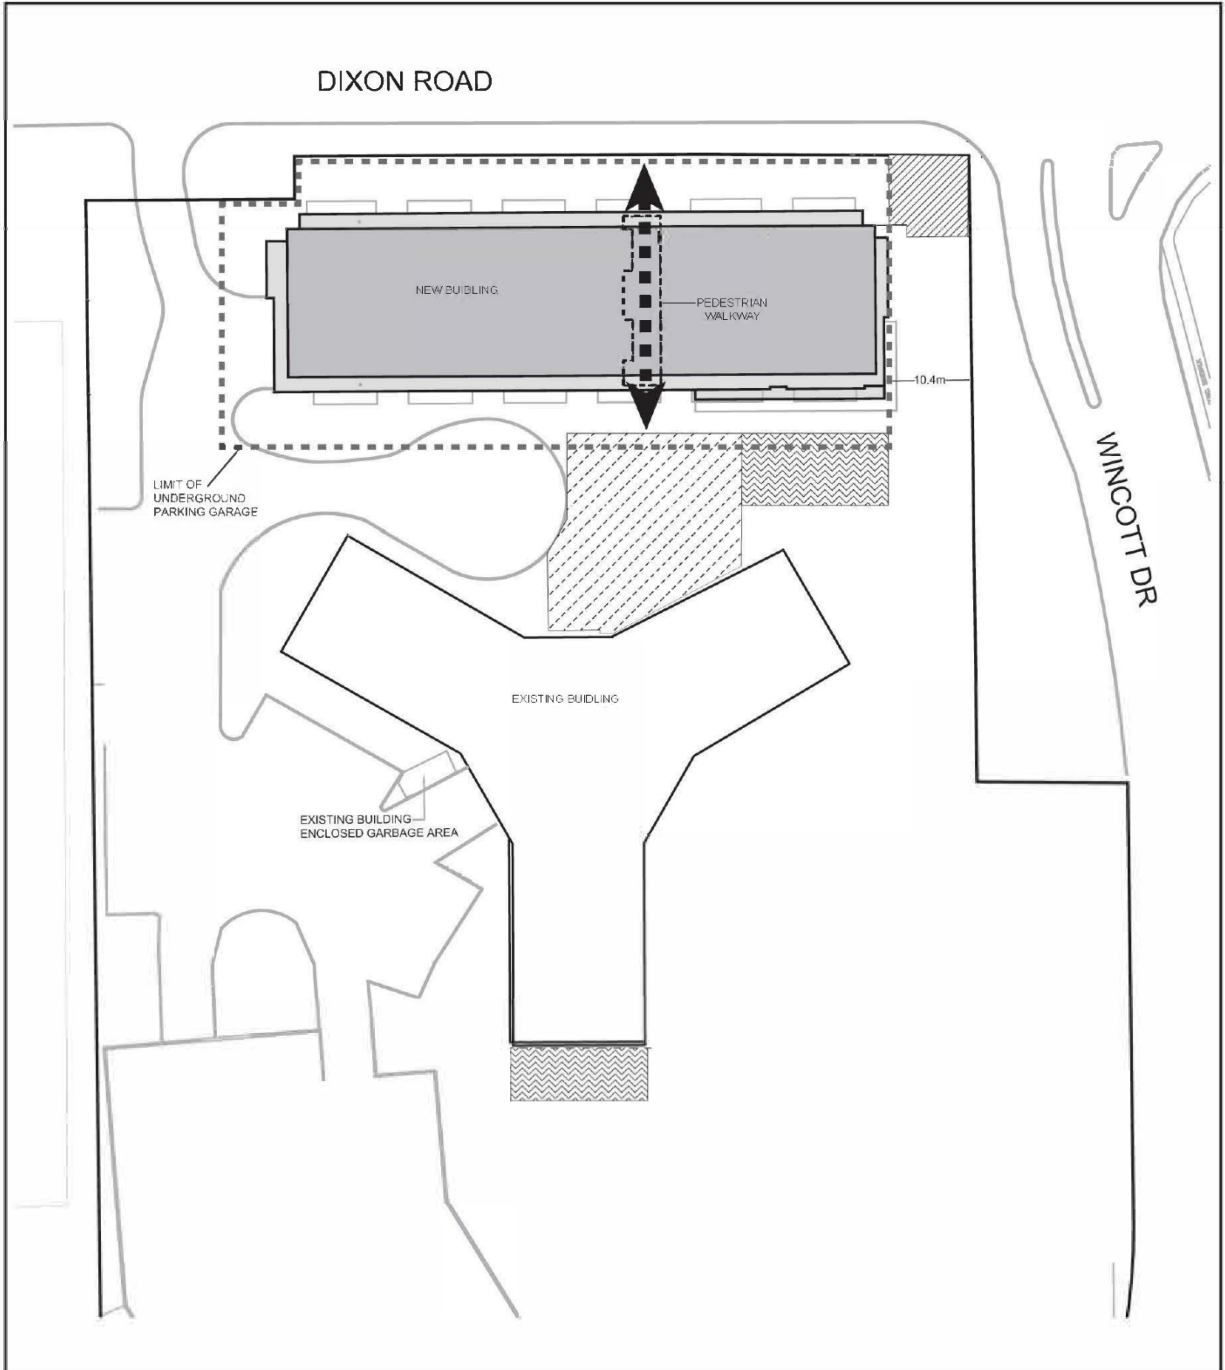 DIXON ROAD
NEW BUIBLING
PEDESTRIAN
WALKWAY
10.4m
WINCOTT DR
LIMIT OF
UNDERGROUND
PARKING GARAGE
EXISTING BUIDLING
EXISTING BUILDING
ENCLOSED GARBAGE AREA